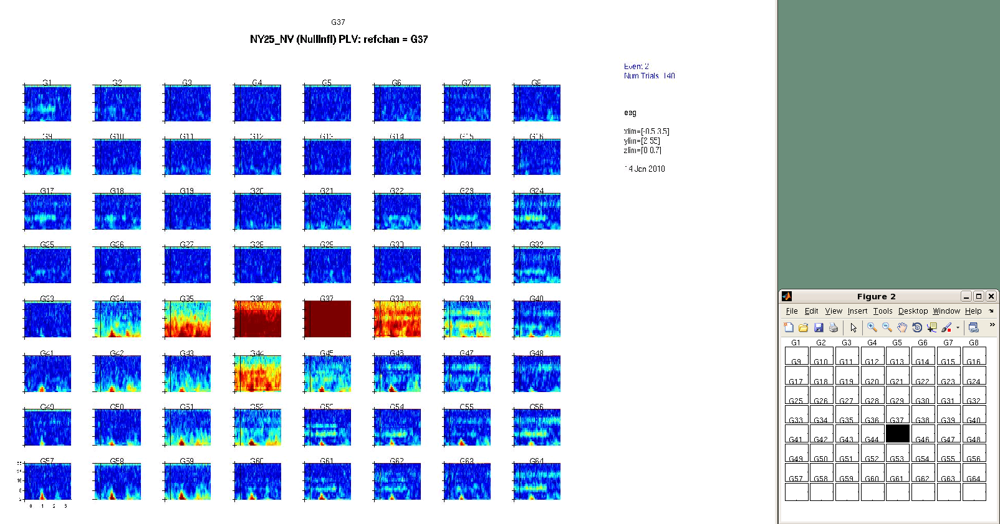 G37
NY25_NV (NullInfl) PLV: refchan = G37
Event 2
Num Trials 140
eeg
xlim=[-0.5 3.5]
ylim=[2 55]
zlim=[0 0.7]
14 Jan 2010
G1 G2 G3 G4 G5 G6 G7 G8
G9 G10 G11 G12 G13 G14 G15 G16
G17 G18 G19 G20 G21 G22 G23 G24
G25 G26 G27 G28 G29 G30 G31 G32
G33 G34 G35 G36 G37 G38 G39 G40
G41 G42 G43 G44 G45 G46 G47 G48
G49 G50 G51 G52 G53 G54 G55 G56
G57 G58 G59 G60 G61 G62 G63 G64
16
8
2
0 1 2 3
Figure 2
File Edit View Insert Tools Desktop Window Help
G1 G2 G3 G4 G5 G6 G7 G8
G9 G10 G11 G12 G13 G14 G15 G16
G17 G18 G19 G20 G21 G22 G23 G24
G25 G26 G27 G28 G29 G30 G31 G32
G33 G34 G35 G36 G37 G38 G39 G40
G41 G42 G43 G44 G46 G47 G48
G49 G50 G51 G52 G53 G54 G55 G56
G57 G58 G59 G60 G61 G62 G63 G64